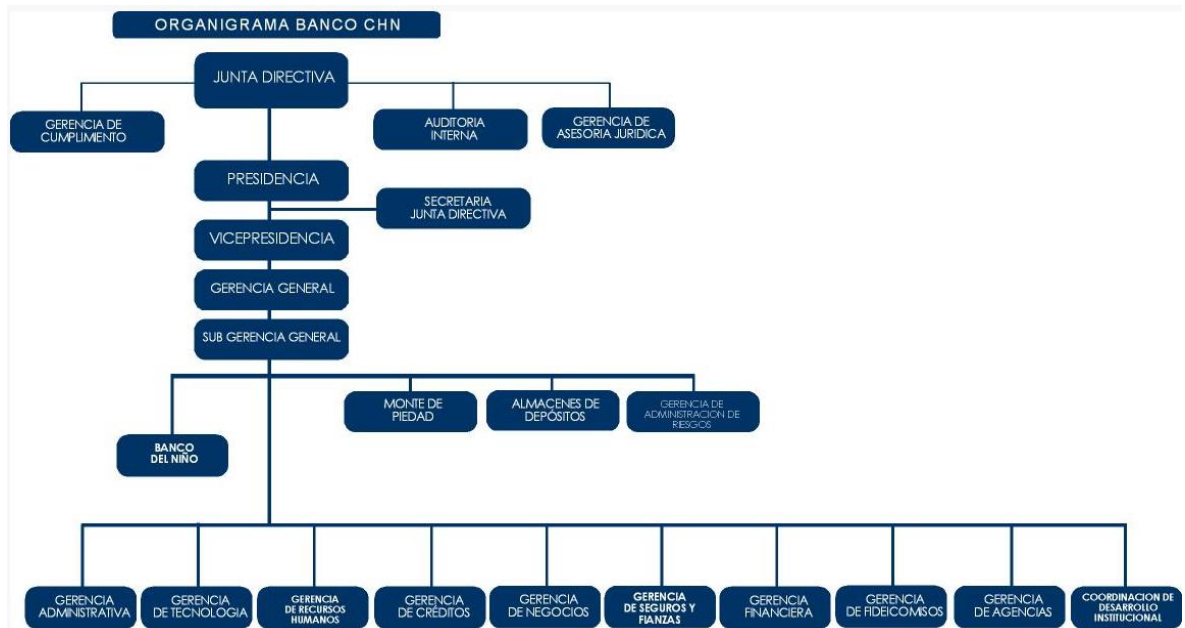 ORGANIGRAMA BANCO CHN
JUNTA DIRECTIVA
GERENCIA DE
CUMPLIMIENTO
AUDITORIA
INTERNA
GERENCIA DE
ASESORIA JURIDICA
PRESIDENCIA
SECRETARIA
JUNTA DIRECTIVA
VICEPRESIDENCIA
GERENCIA GENERAL
SUB GERENCIA GENERAL
MONTE DE
PIEDAD
ALMACENES DE
DEPÓSITOS
GERENCIA DE
ADMINISTRACION DE
RIESGOS
BANCO
DEL NIÑO
GERENCIA
ADMINISTRATIVA
GERENCIA
DE TECNOLOGIA
GERENCIA
DE RECURSOS
HUMANOS
GERENCIA
DE CRÉDITOS
GERENCIA
DE NEGOCIOS
GERENCIA
DE SEGUROS Y
FIANZAS
GERENCIA
FINANCIERA
GERENCIA
DE FIDEICOMISOS
GERENCIA
DE AGENCIAS
COORDINACION DE
DESARROLLO
INSTITUCIONAL